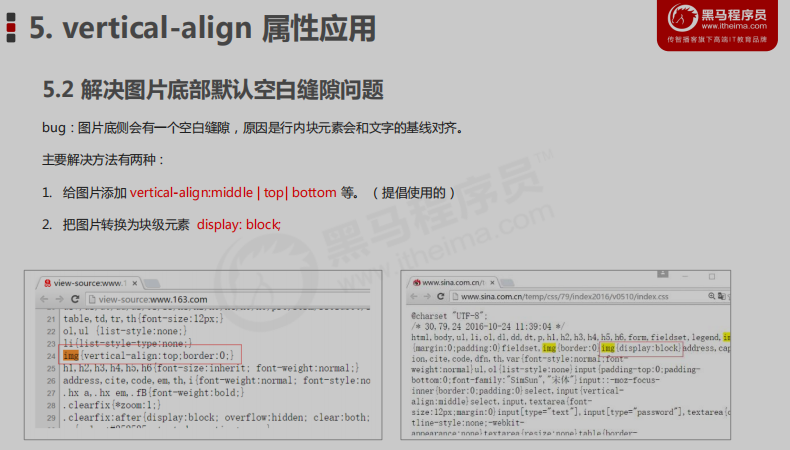 5. vertical-align 属性应用
黑马程序员
www.itheima.com
传智播客旗下高端IT教育品牌
5.2 解决图片底部默认空白缝隙问题
bug：图片底侧会有一个空白缝隙，原因是行内块元素会和文字的基线对齐。
主要解决方法有两种：
1. 给图片添加 vertical-align:middle | top| bottom 等。 （ 提倡使用的 ）
2. 把图片转换为块级元素 display: block;
黑马程序员™
www.itheima.com
view-source:www.1
view-source:www.163.com
21 table,td,tr,th{font-size:12px;}
22 ol,ul {list-style:none;}
23 li{list-style-type:none;}
24 img{vertical-align:top;border:0;}
25 h1,h2,h3,h4,h5,h6{font-size:inherit; font-weight:normal;}
26 address,cite,code,em,th,i{font-weight:normal; font-style:no
27 .hx a,.hx em,.fB{font-weight:bold;}
28 .clearfix{*zoom:1;}
29 .clearfix:after{display:block; overflow:hidden; clear:both;
www.sina.com.cn/t
www.sina.com.cn/temp/css/79/index2016/v0510/index.css
@charset "UTF-8";
/* 30,79,24 2016-10-24 11:39:04 */
html,body,ul,li,ol,dl,dd,dt,p,h1,h2,h3,h4,h5,h6,form,fieldset,legend,im
{margin:0;padding:0}fieldset,img{border:0}img{display:block}address,cap
ion,cite,code,dfn,th,var{font-style:normal;font-
weight:normal}ul,ol{list-style:none}input{padding-top:0;padding-
bottom:0;font-family:"SimSun","宋体"}input::-moz-focus-
inner{border:0;padding:0}select,input{vertical-
align:middle}select,input,textarea{font-
size:12px;margin:0}input[type="text"],input[type="password"],textarea{o
tline-style:none;-webkit-
appearance:none}textarea{resize:none}table{border-